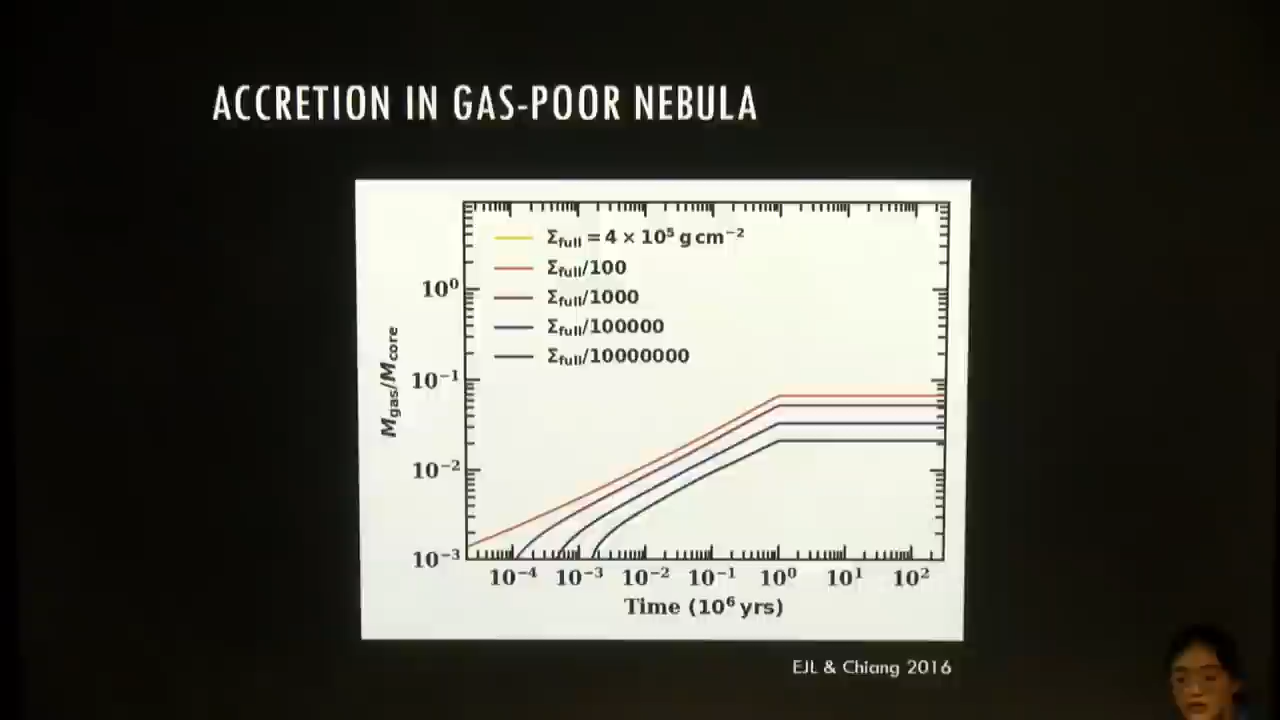 ACCRETION IN GAS-POOR NEBULA
Σfull = 4 × 10⁵ g cm⁻²
Σfull/100
Σfull/1000
Σfull/100000
Σfull/10000000
10⁰
10⁻¹
10⁻²
10⁻³
Mgas/Mcore
10⁻⁴ 10⁻³ 10⁻² 10⁻¹ 10⁰ 10¹ 10²
Time (10⁶ yrs)
EJL & Chiang 2016